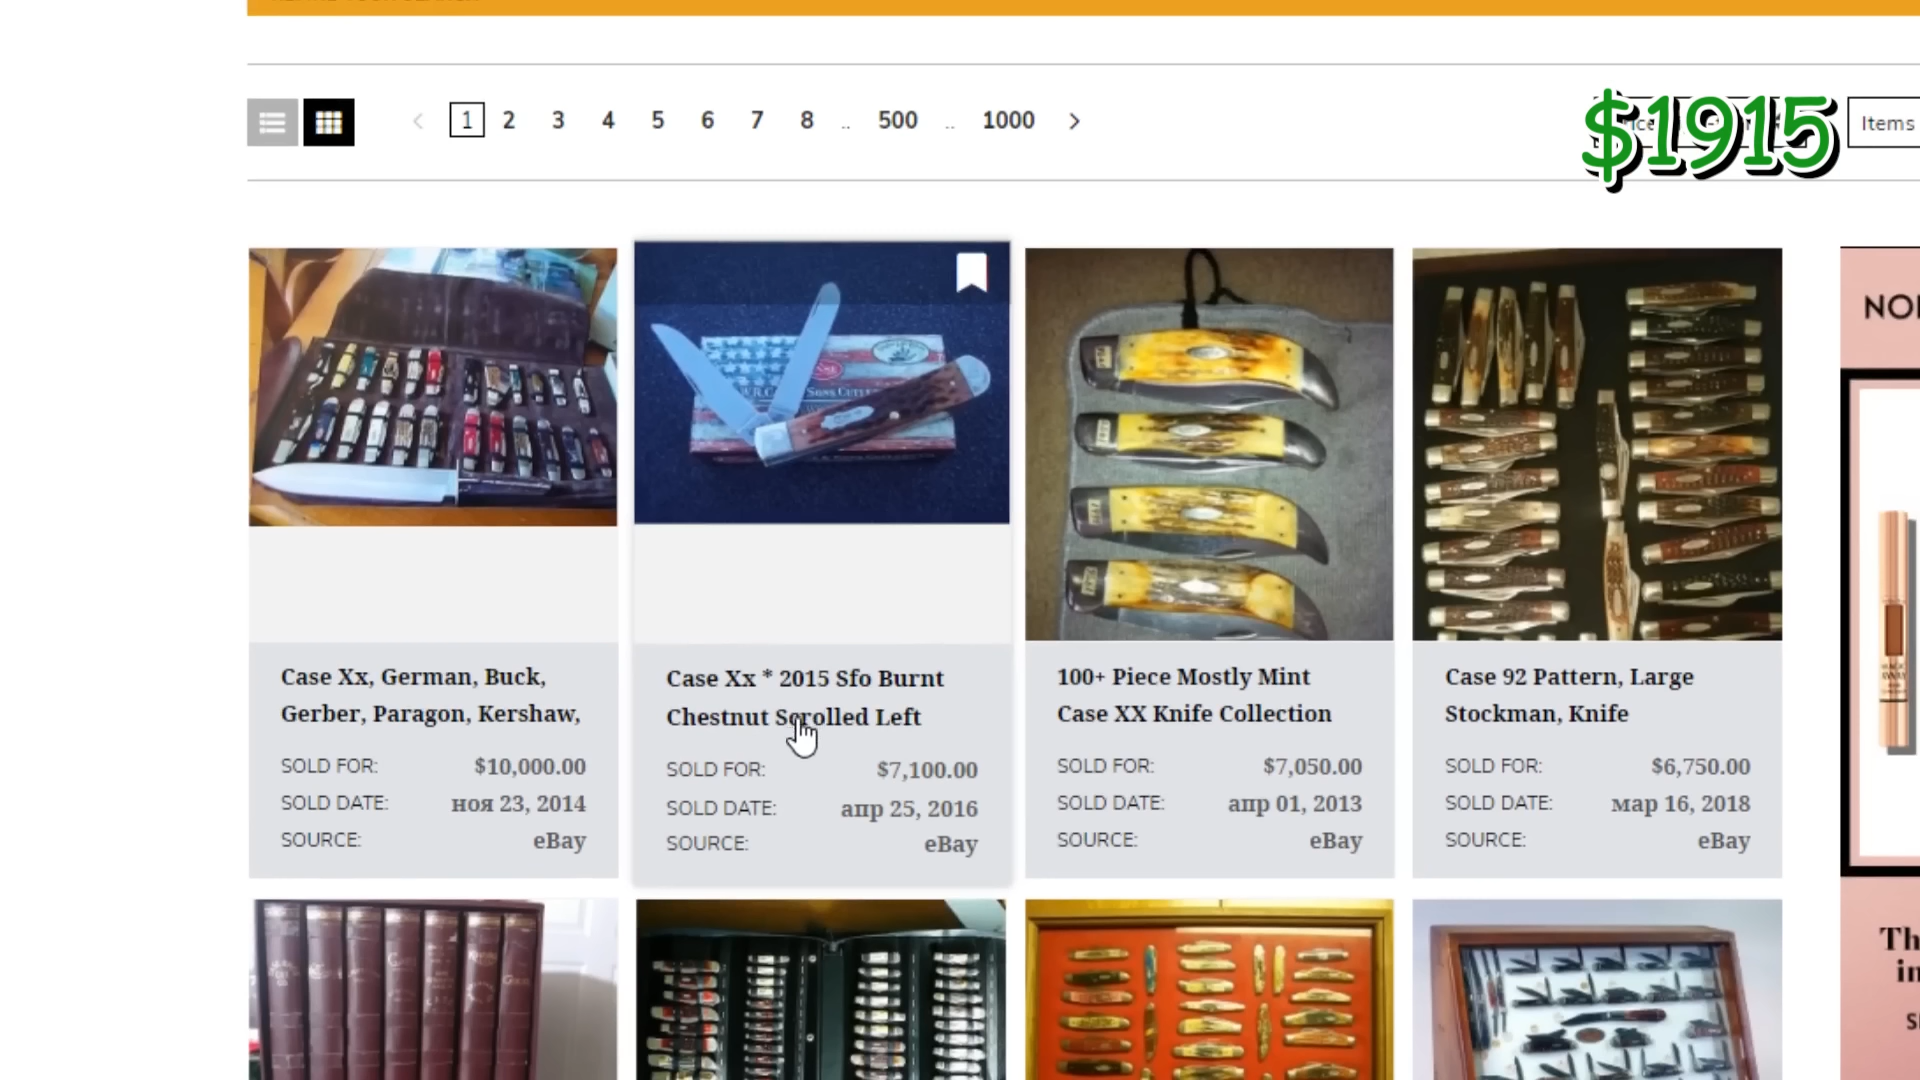 1 2 3 4 5 6 7 8 .. 500 .. 1000
$1915
Items
Case Xx, German, Buck,
Gerber, Paragon, Kershaw,
SOLD FOR: $10,000.00
SOLD DATE: ноя 23, 2014
SOURCE: eBay
Case Xx * 2015 Sfo Burnt
Chestnut Scrolled Left
SOLD FOR: $7,100.00
SOLD DATE: апр 25, 2016
SOURCE: eBay
100+ Piece Mostly Mint
Case XX Knife Collection
SOLD FOR: $7,050.00
SOLD DATE: апр 01, 2013
SOURCE: eBay
Case 92 Pattern, Large
Stockman, Knife
SOLD FOR: $6,750.00
SOLD DATE: мар 16, 2018
SOURCE: eBay